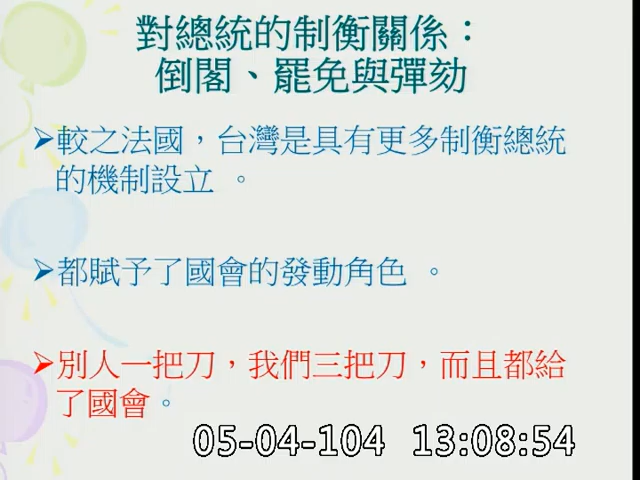 對總統的制衡關係：
倒閣、罷免與彈劾
➢較之法國，台灣是具有更多制衡總統
的機制設立 。
➢都賦予了國會的發動角色 。
➢別人一把刀，我們三把刀，而且都給
了國會。
05-04-104 13:08:54